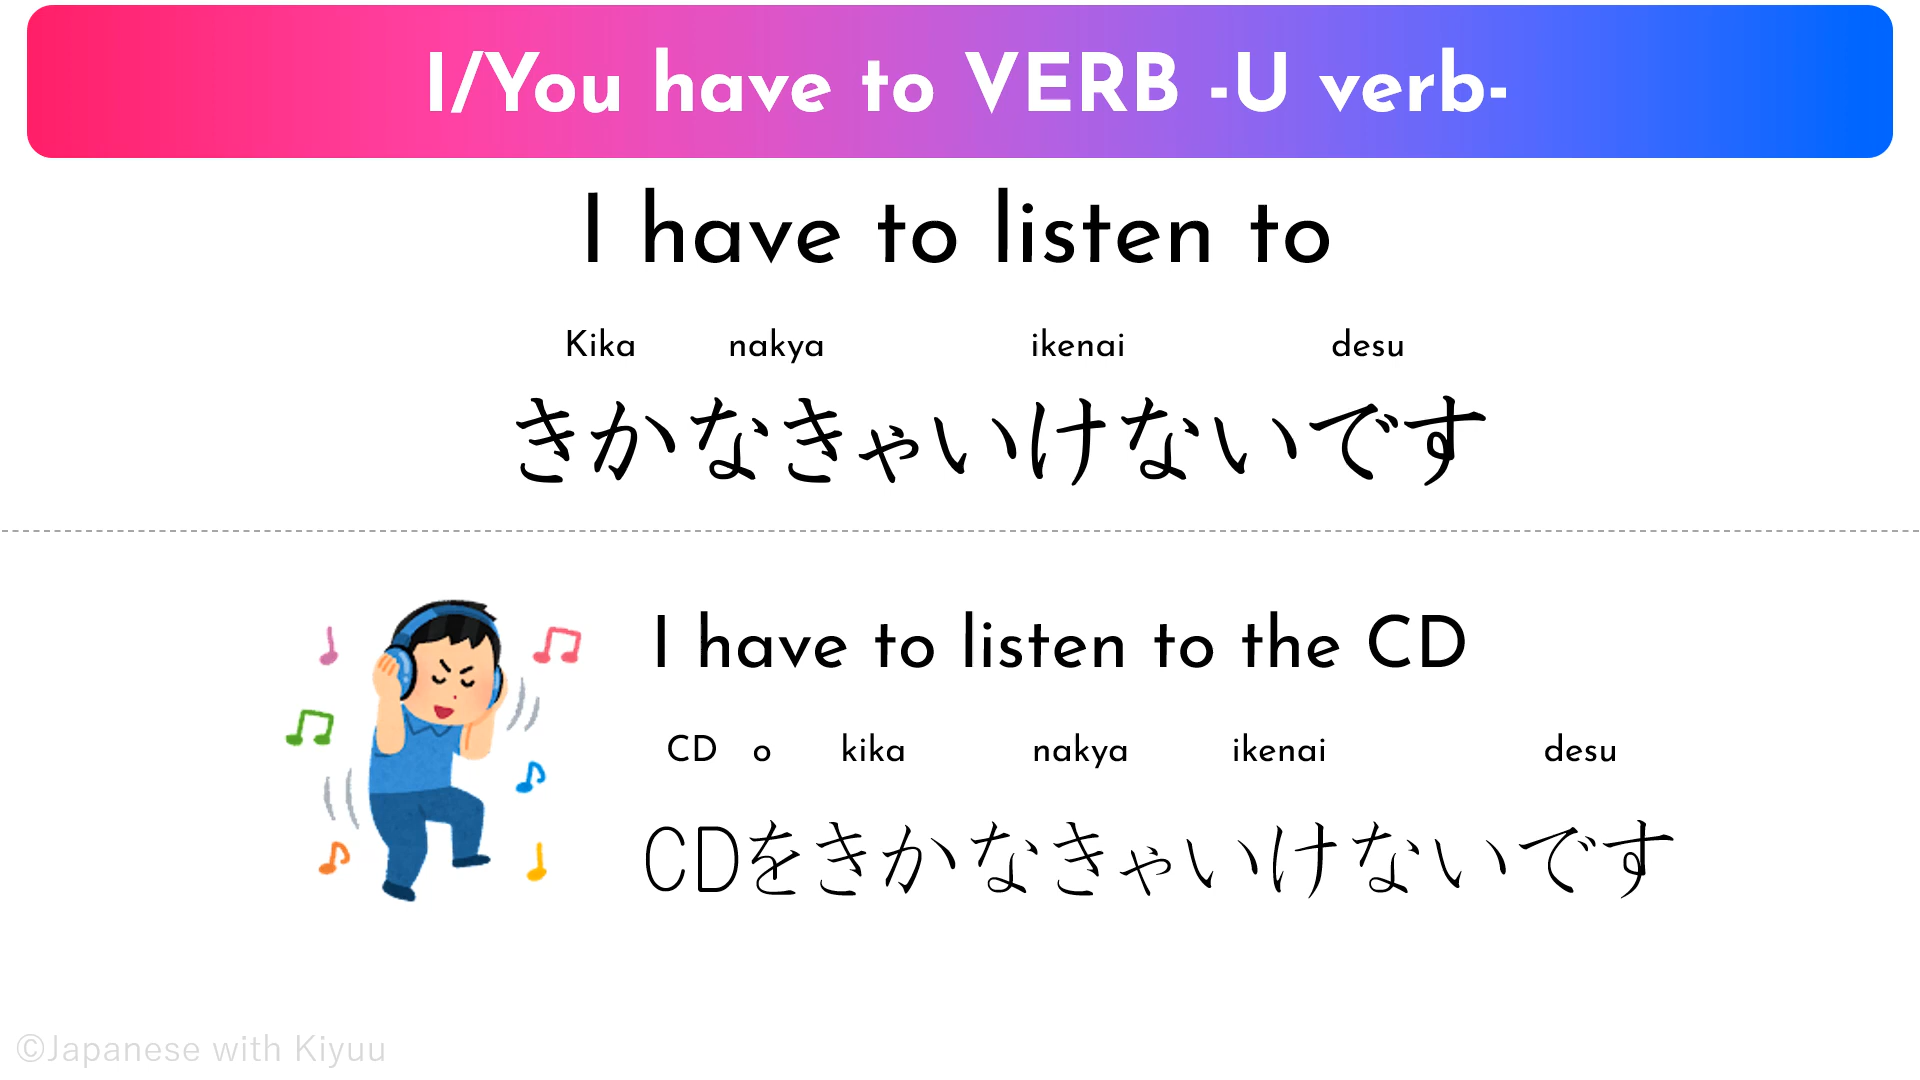 I/You have to VERB -U verb-
I have to listen to
Kika nakya ikenai desu
きかなきゃいけないです
I have to listen to the CD
CD o kika nakya ikenai desu
CDをきかなきゃいけないです
©Japanese with Kiyuu